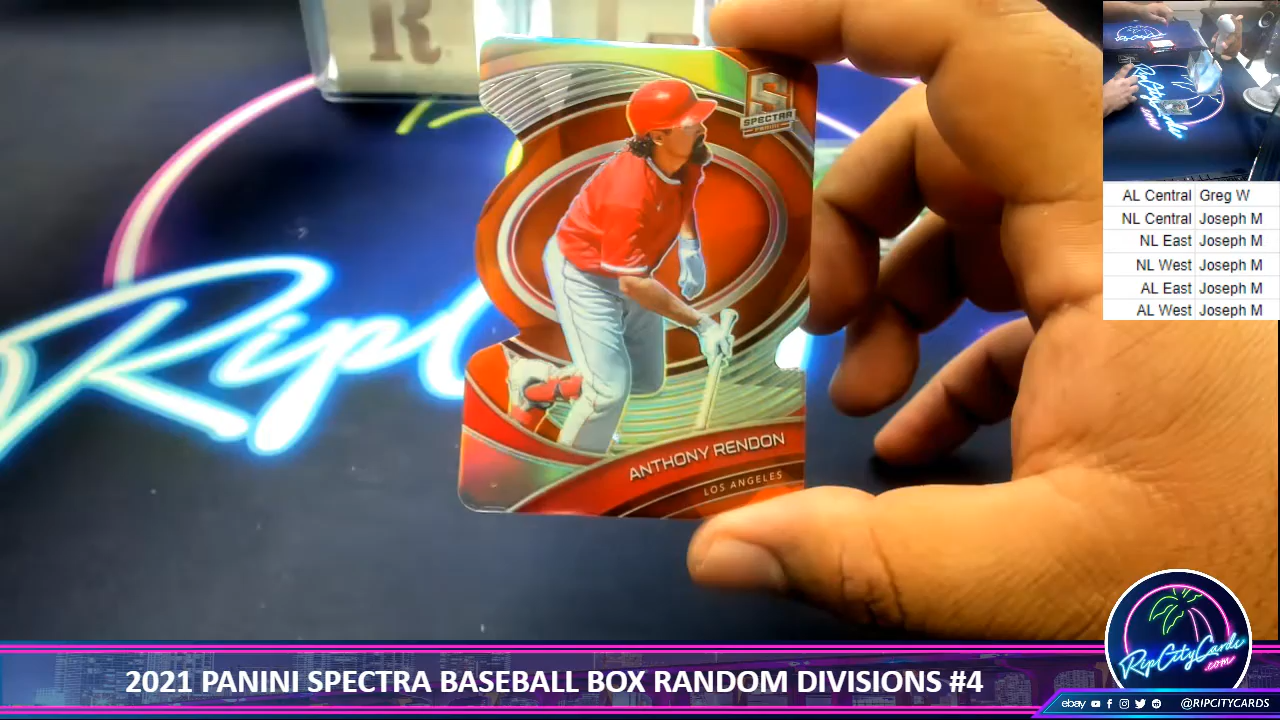 R
SPECTRA
ANTHONY RENDON
LOS ANGELES
AL Central Greg W
NL Central Joseph M
NL East Joseph M
NL West Joseph M
AL East Joseph M
AL West Joseph M
2021 PANINI SPECTRA BASEBALL BOX RANDOM DIVISIONS #4
RipCityCards
.com
ebay @RIPCITYCARDS